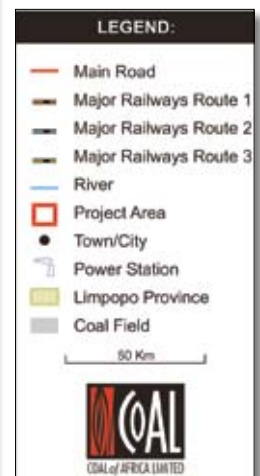 LEGEND:
Main Road
Major Railways Route 1
Major Railways Route 2
Major Railways Route 3
River
Project Area
Town/City
Power Station
Limpopo Province
Coal Field
50 Km
COAL
COAL of AFRICA LIMITED